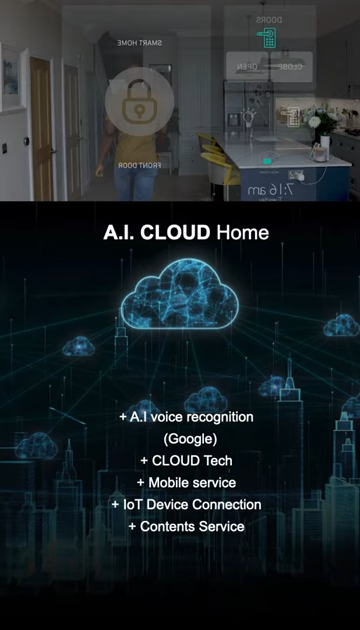 DOORS
SMART HOME
OPEN
CLOSE
FRONT DOOR
7:16 am
A.I. CLOUD Home
+ A.I voice recognition
(Google)
+ CLOUD Tech
+ Mobile service
+ IoT Device Connection
+ Contents Service